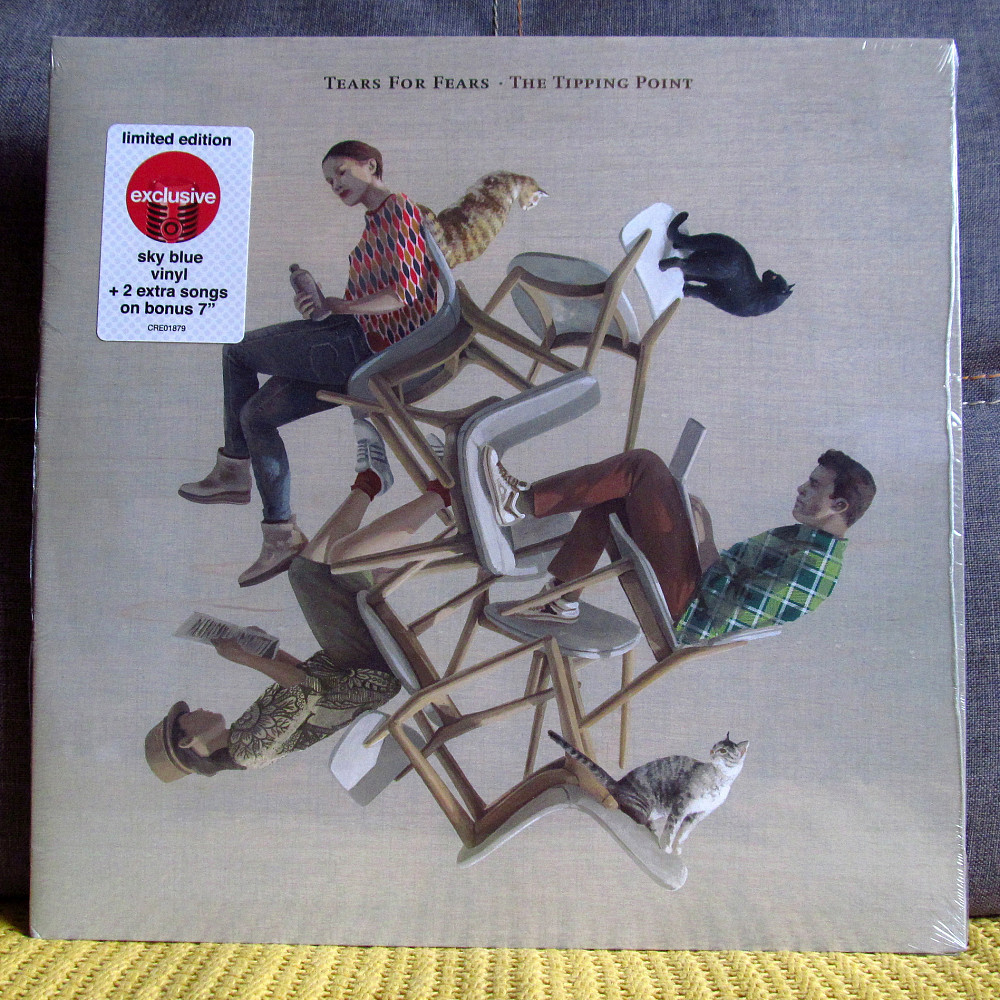 TEARS FOR FEARS · THE TIPPING POINT
limited edition
exclusive
sky blue
vinyl
+ 2 extra songs
on bonus 7”
CRE01879